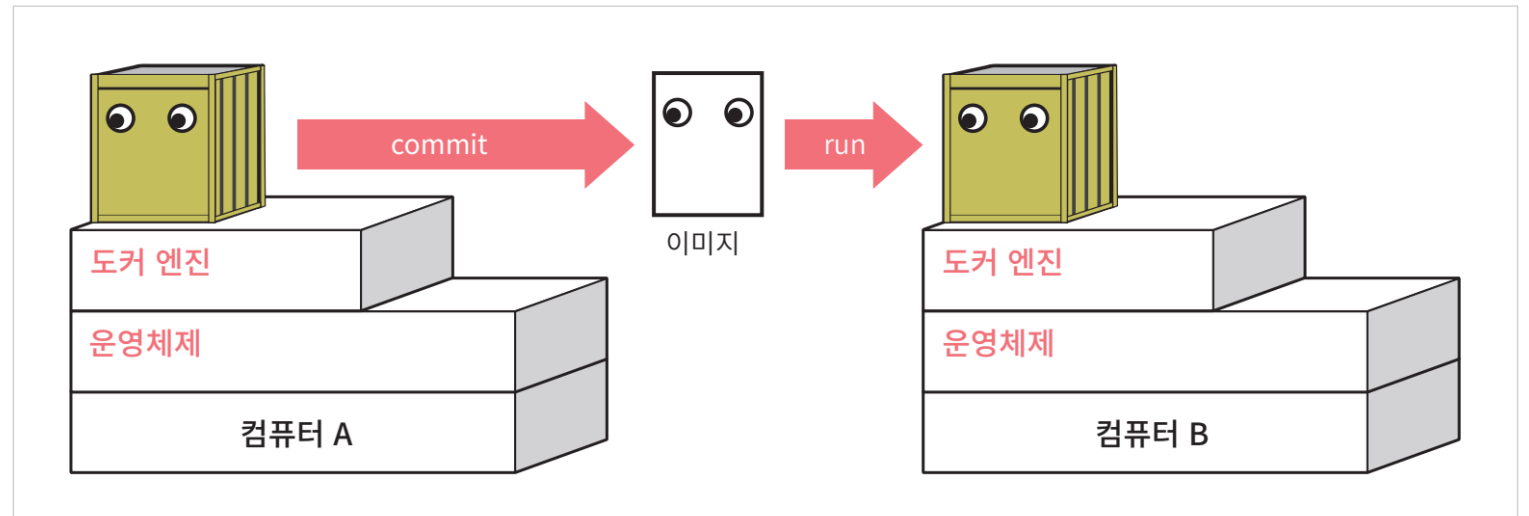 commit
run
이미지
도커 엔진
운영체제
컴퓨터 A
도커 엔진
운영체제
컴퓨터 B